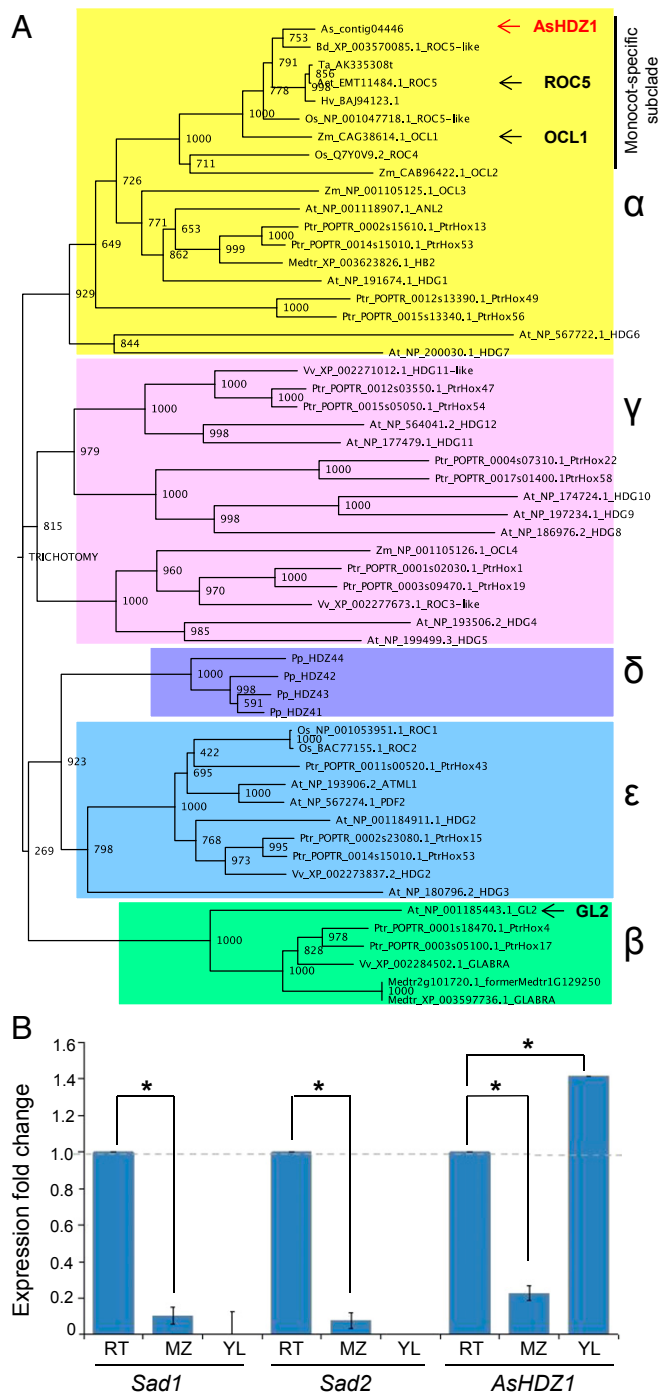 A
As_contig04446
AsHDZ1
753
Bd_XP_003570085.1_ROC5-like
791
Ta_AK335308t
856
Aet_EMT11484.1_ROC5
ROC5
998
778
Hv_BAJ94123.1
1000
Os_NP_001047718.1_ROC5-like
Zm_CAG38614.1_OCL1
OCL1
Monocot-specific
subclade
1000
Os_Q7Y0V9.2_ROC4
711
Zm_CAB96422.1_OCL2
726
Zm_NP_001105125.1_OCL3
α
At_NP_001118907.1_ANL2
771
653
Ptr_POPTR_0002s15610.1_PtrHox13
1000
649
Ptr_POPTR_0014s15010.1_PtrHox53
999
862
Medtr_XP_003623826.1_HB2
At_NP_191674.1_HDG1
929
Ptr_POPTR_0012s13390.1_PtrHox49
1000
Ptr_POPTR_0015s13340.1_PtrHox56
At_NP_567722.1_HDG6
844
At_NP_200030.1_HDG7
Vv_XP_002271012.1_HDG11-like
1000
Ptr_POPTR_0012s03550.1_PtrHox47
1000
Ptr_POPTR_0015s05050.1_PtrHox54
γ
At_NP_564041.2_HDG12
998
979
At_NP_177479.1_HDG11
Ptr_POPTR_0004s07310.1_PtrHox22
1000
Ptr_POPTR_0017s01400.1PtrHox58
1000
At_NP_174724.1_HDG10
1000
998
At_NP_197234.1_HDG9
815
At_NP_186976.2_HDG8
TRICHOTOMY
Zm_NP_001105126.1_OCL4
960
Ptr_POPTR_0001s02030.1_PtrHox1
1000
970
Ptr_POPTR_0003s09470.1_PtrHox19
1000
Vv_XP_002277673.1_ROC3-like
At_NP_193506.2_HDG4
985
At_NP_199499.3_HDG5
Pp_HDZ44
1000
Pp_HDZ42
δ
998
Pp_HDZ43
591
Pp_HDZ41
Os_NP_001053951.1_ROC1
1000
Os_BAC77155.1_ROC2
923
422
Ptr_POPTR_0011s00520.1_PtrHox43
695
At_NP_193906.2_ATML1
ε
1000
1000
At_NP_567274.1_PDF2
At_NP_001184911.1_HDG2
768
Ptr_POPTR_0002s23080.1_PtrHox15
995
269
798
Ptr_POPTR_0014s15010.1_PtrHox53
973
Vv_XP_002273837.2_HDG2
At_NP_180796.2_HDG3
At_NP_001185443.1_GL2
GL2
1000
Ptr_POPTR_0001s18470.1_PtrHox4
978
828
Ptr_POPTR_0003s05100.1_PtrHox17
β
1000
Vv_XP_002284502.1_GLABRA
Medtr2g101720.1_formerMedtr1G129250
1000
Medtr_XP_003597736.1_GLABRA
B
Expression fold change
1.6
1.4
1.2
1.0
0.8
0.6
0.4
0.2
0
* * * *
RT MZ YL RT MZ YL RT MZ YL
Sad1 Sad2 AsHDZ1